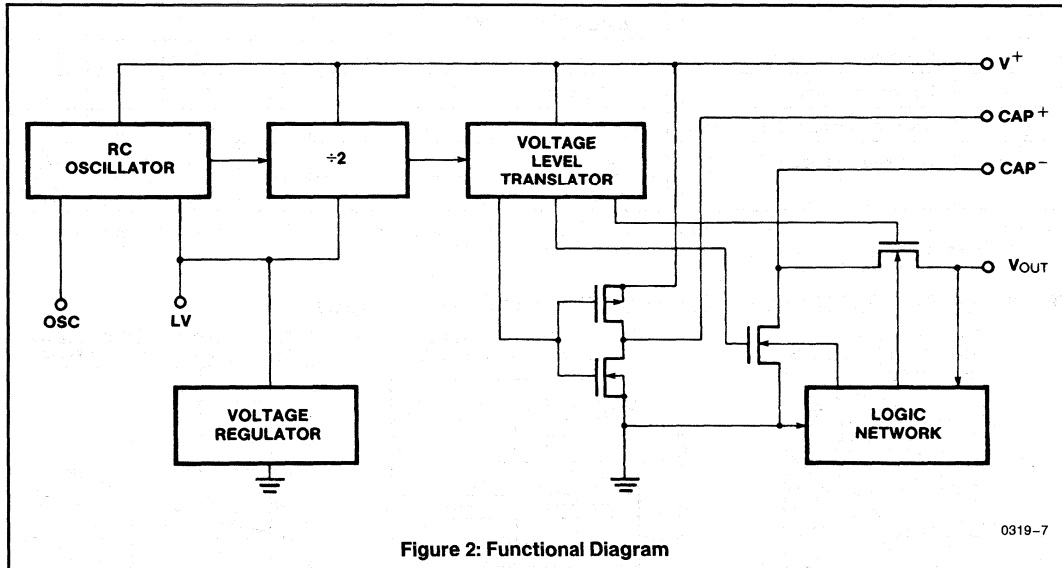 V+
CAP+
CAP-
VOUT
RC
OSCILLATOR
÷2
VOLTAGE
LEVEL
TRANSLATOR
OSC
LV
VOLTAGE
REGULATOR
LOGIC
NETWORK
0319-7
Figure 2: Functional Diagram